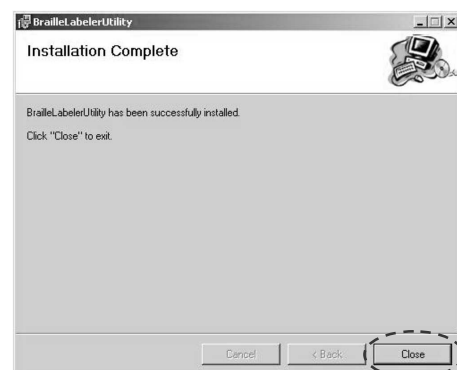 BrailleLabelerUtility
Installation Complete
BrailleLabelerUtility has been successfully installed.
Click "Close" to exit.
Cancel
< Back
Close